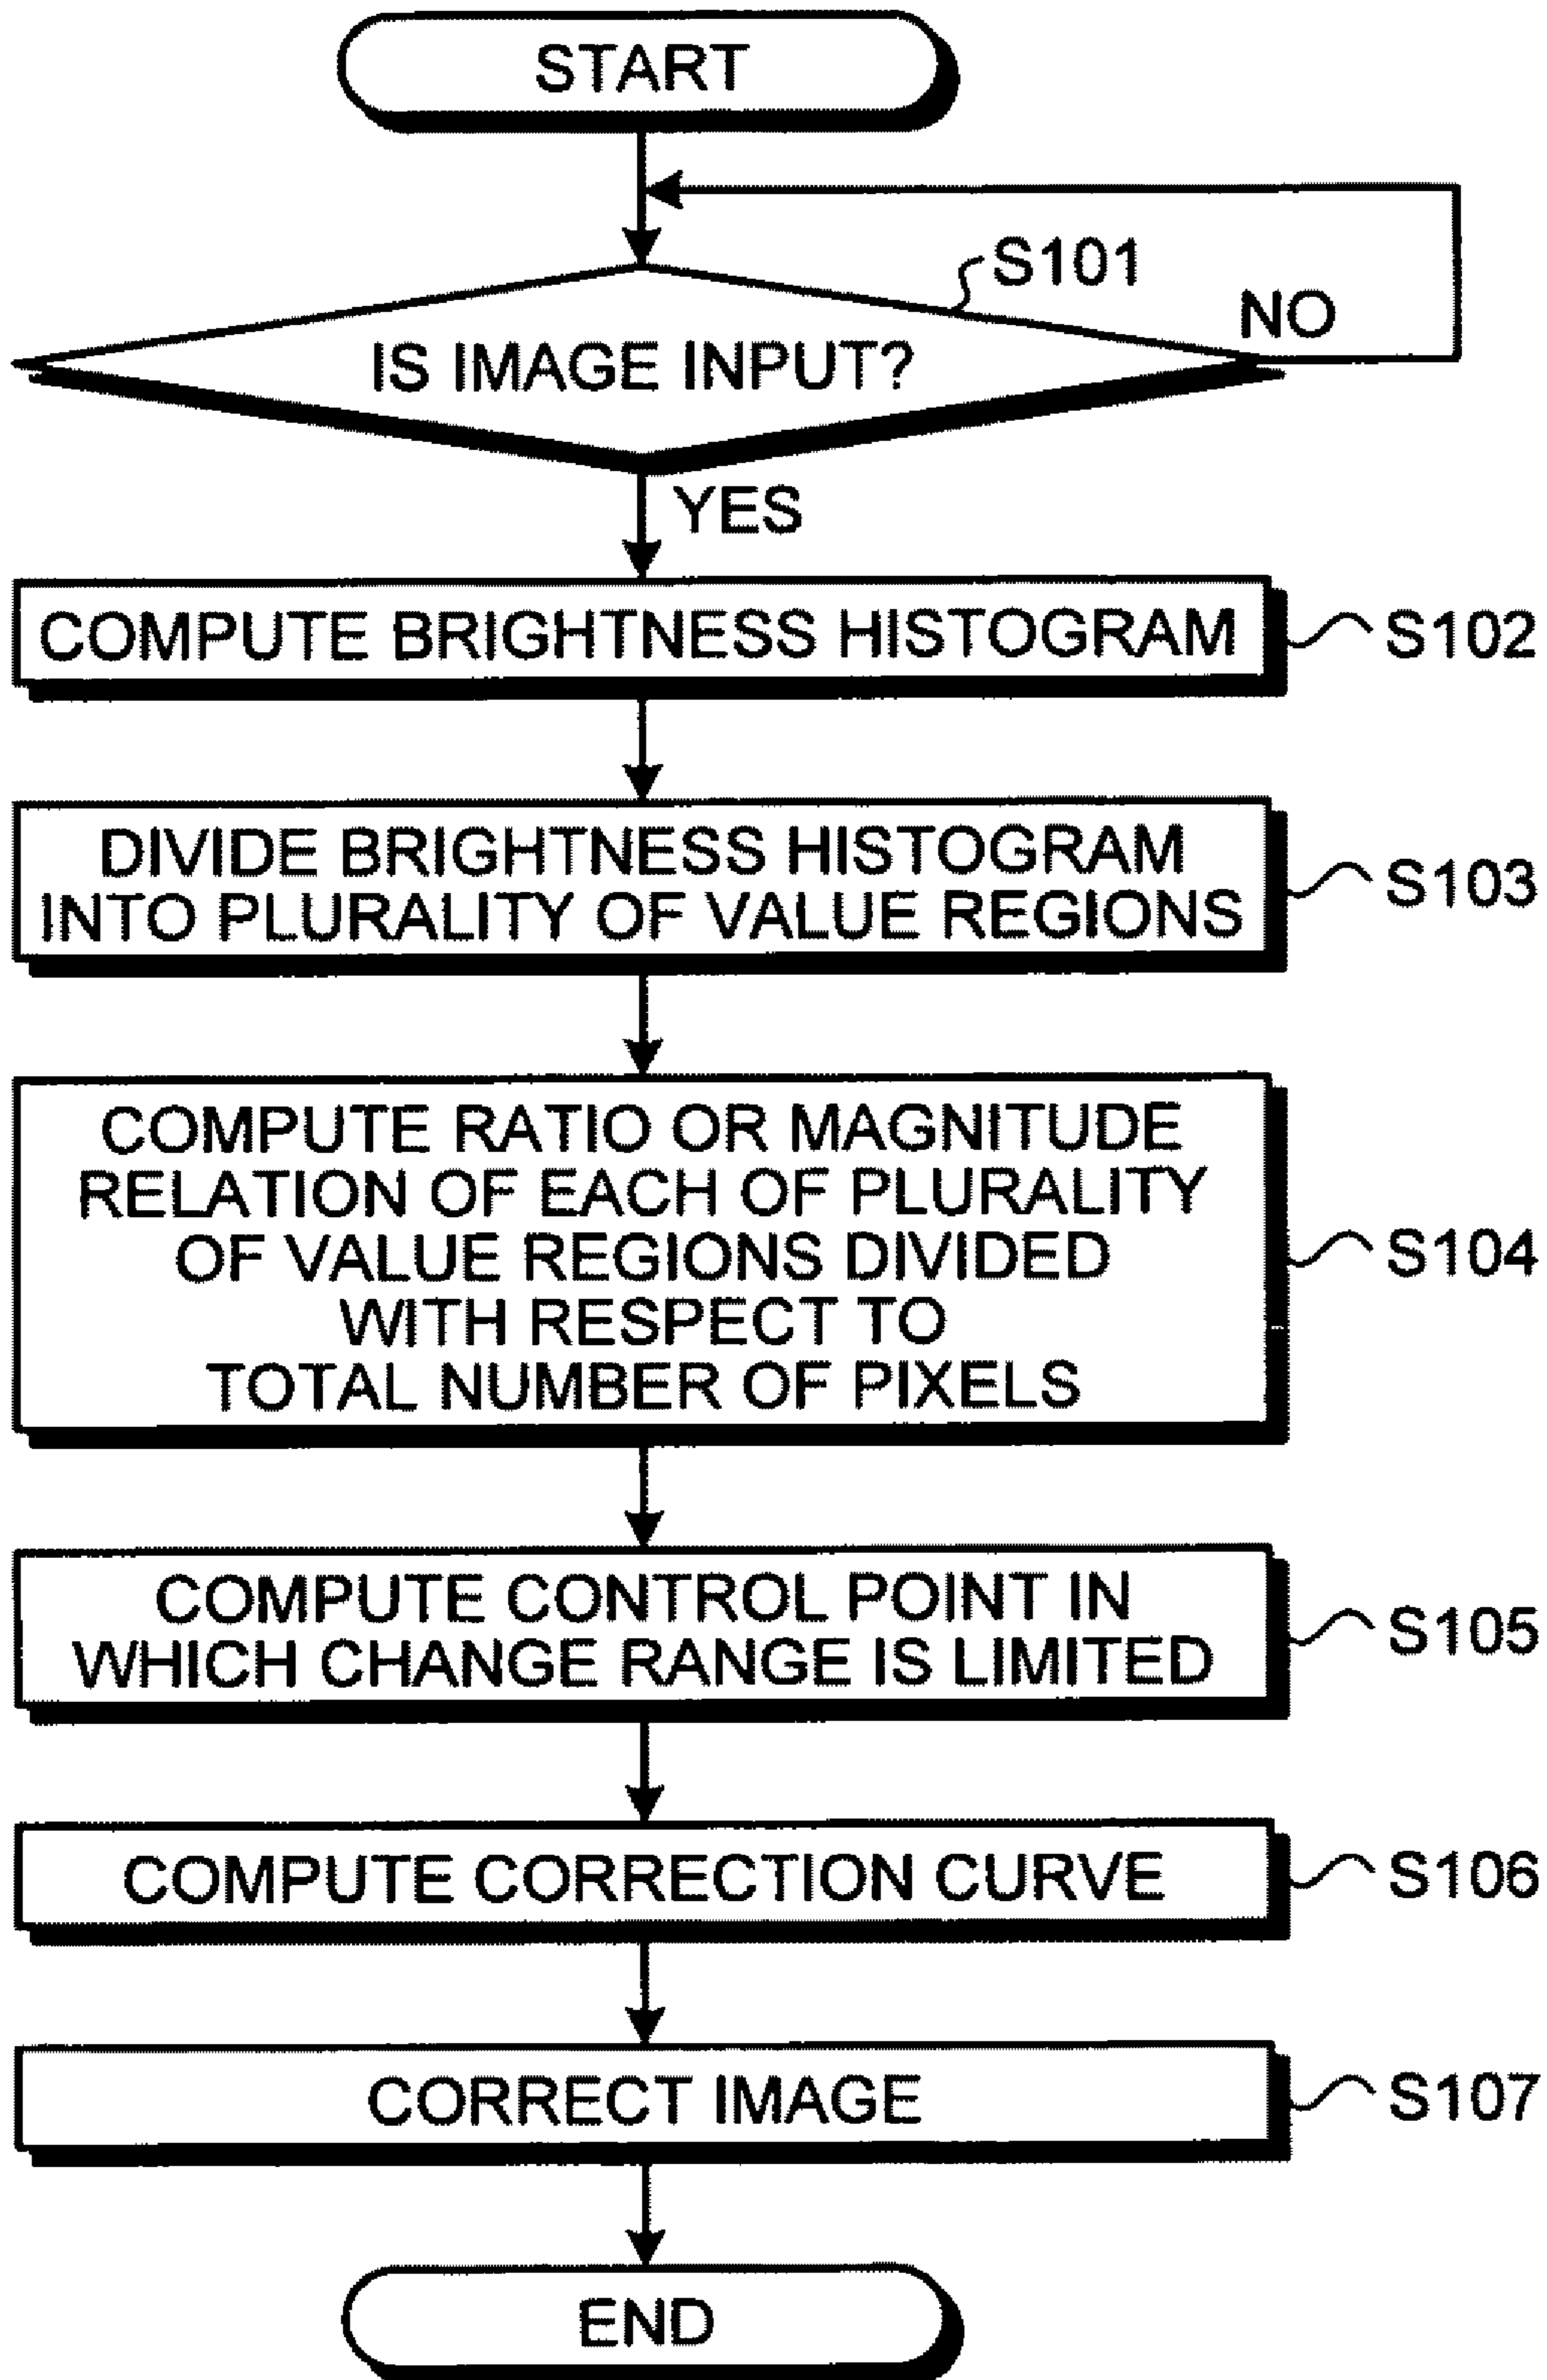 START
S101
NO
IS IMAGE INPUT?
YES
COMPUTE BRIGHTNESS HISTOGRAM
S102
DIVIDE BRIGHTNESS HISTOGRAM
INTO PLURALITY OF VALUE REGIONS
S103
COMPUTE RATIO OR MAGNITUDE
RELATION OF EACH OF PLURALITY
OF VALUE REGIONS DIVIDED
WITH RESPECT TO
TOTAL NUMBER OF PIXELS
S104
COMPUTE CONTROL POINT IN
WHICH CHANGE RANGE IS LIMITED
S105
COMPUTE CORRECTION CURVE
S106
CORRECT IMAGE
S107
END